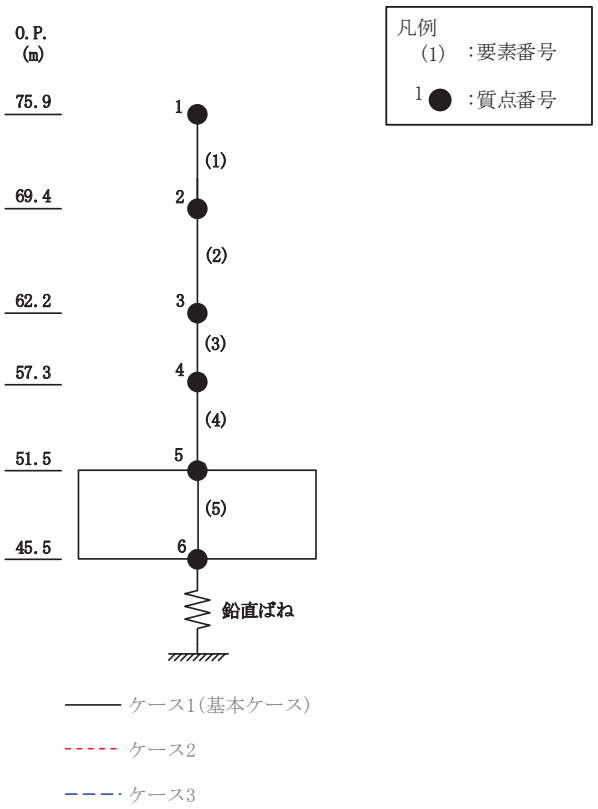 O.P.
(m)
凡例
(1) :要素番号
1 :質点番号
75.9
1
(1)
69.4
2
(2)
62.2
3
(3)
57.3
4
(4)
51.5
5
(5)
45.5
6
鉛直ばね
ケース1(基本ケース)
ケース2
ケース3